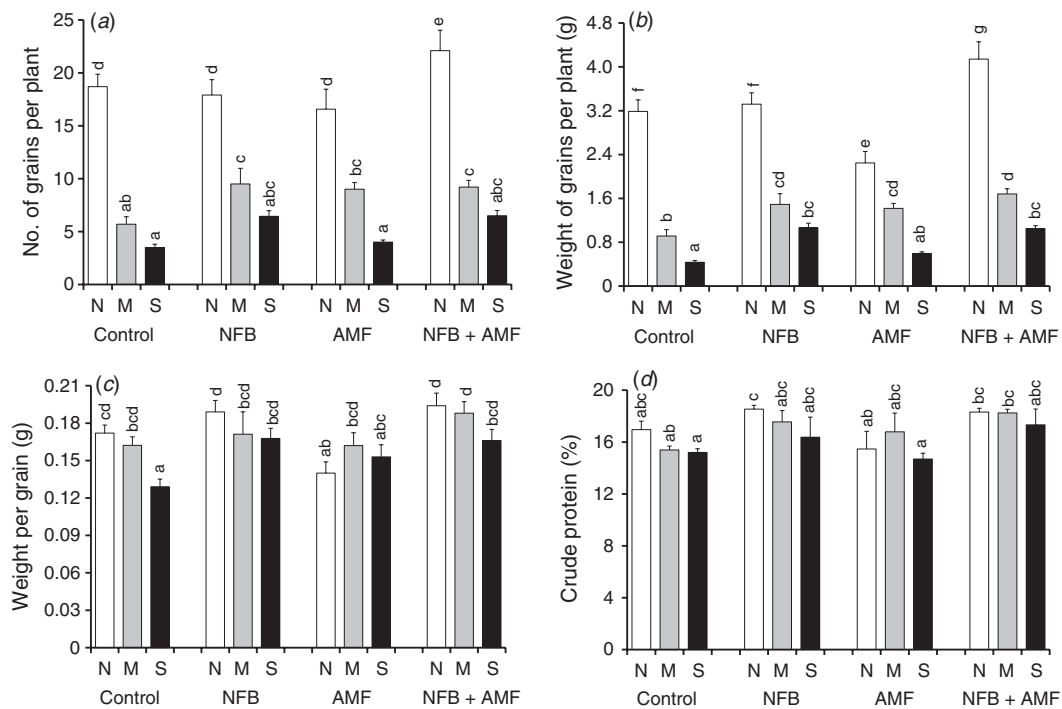 (a)
No. of grains per plant
25
20
15
10
5
0
d
ab
a
d
c
abc
d
bc
a
e
c
abc
N M S N M S N M S N M S
Control NFB AMF NFB + AMF
(b)
Weight of grains per plant (g)
4.8
4.0
3.2
2.4
1.6
0.8
0
f
b
a
f
cd
bc
e
cd
ab
g
d
bc
N M S N M S N M S N M S
Control NFB AMF NFB + AMF
(c)
Weight per grain (g)
0.21
0.18
0.15
0.12
0.09
0.06
0.03
0
cd
bcd
a
d
bcd
bcd
ab
bcd
abc
d
d
bcd
N M S N M S N M S N M S
Control NFB AMF NFB + AMF
(d)
Crude protein (%)
20
16
12
8
4
0
abc
ab
a
c
abc
abc
ab
abc
a
bc
bc
abc
N M S N M S N M S N M S
Control NFB AMF NFB + AMF